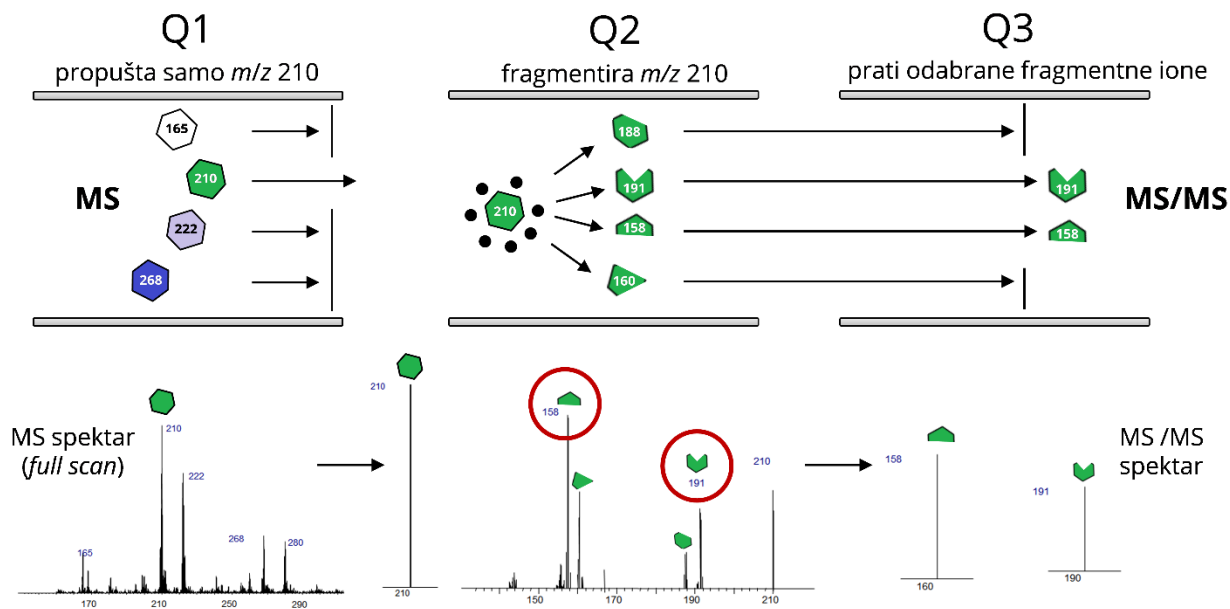 Q1
Q2
Q3
propušta samo m/z 210
fragmentira m/z 210
prati odabrane fragmentne ione
165
210
MS
222
268
210
188
191
158
160
191
158
MS/MS
MS spektar
(full scan)
210
222
165
268
280
170
210
250
290
210
210
158
191
210
150
170
190
210
158
160
191
190
MS /MS
spektar